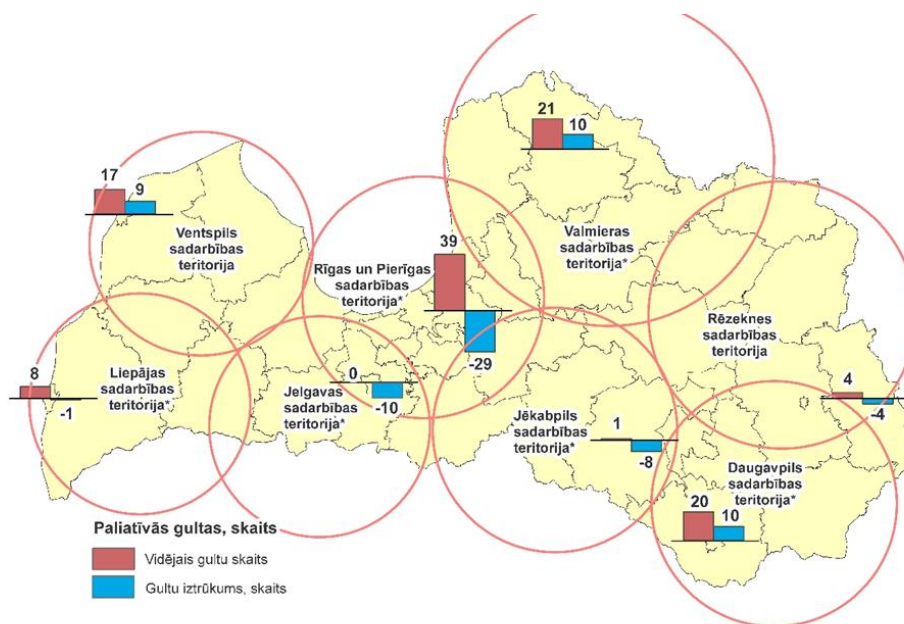 21
10
17
9
Ventspils
sadarbības
teritorija
39
Rīgas un Pierīgas
sadarbības
teritorija*
-29
Valmieras
sadarbības
teritorija*
Rēzeknes
sadarbības
teritorija
8
-1
Liepājas
sadarbības
teritorija*
0
-10
Jelgavas
sadarbības
teritorija*
Jēkabpils
sadarbības
teritorija*
1
-8
4
-4
Daugavpils
sadarbības
teritorija*
20
10
Paliatīvās gultas, skaits
Vidējais gultu skaits
Gultu iztrūkums, skaits